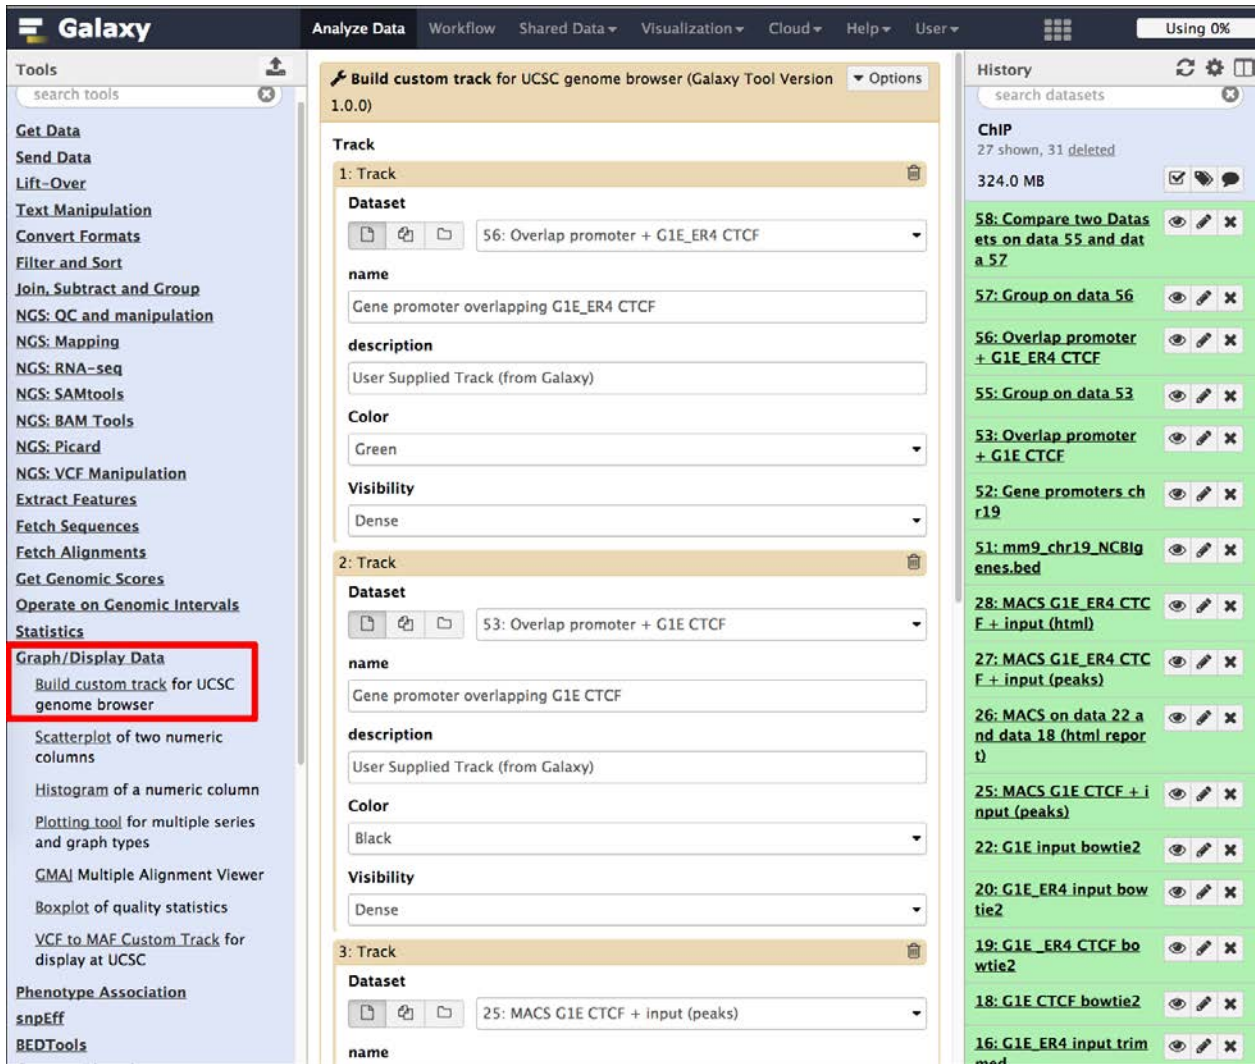 Galaxy
Analyze Data Workflow Shared Data Visualization Cloud Help User
Using 0%
Tools
search tools
Get Data
Send Data
Lift-Over
Text Manipulation
Convert Formats
Filter and Sort
Join, Subtract and Group
NGS: QC and manipulation
NGS: Mapping
NGS: RNA-seq
NGS: SAMtools
NGS: BAM Tools
NGS: Picard
NGS: VCF Manipulation
Extract Features
Fetch Sequences
Fetch Alignments
Get Genomic Scores
Operate on Genomic Intervals
Statistics
Graph/Display Data
Build custom track for UCSC
genome browser
Scatterplot of two numeric
columns
Histogram of a numeric column
Plotting tool for multiple series
and graph types
GMAJ Multiple Alignment Viewer
Boxplot of quality statistics
VCF to MAF Custom Track for
display at UCSC
Phenotype Association
snpEff
BEDTools
Build custom track for UCSC genome browser (Galaxy Tool Version
1.0.0)
Options
Track
1: Track
Dataset
56: Overlap promoter + G1E_ER4 CTCF
name
Gene promoter overlapping G1E_ER4 CTCF
description
User Supplied Track (from Galaxy)
Color
Green
Visibility
Dense
2: Track
Dataset
53: Overlap promoter + G1E CTCF
name
Gene promoter overlapping G1E CTCF
description
User Supplied Track (from Galaxy)
Color
Black
Visibility
Dense
3: Track
Dataset
25: MACS G1E CTCF + input (peaks)
name
History
search datasets
ChIP
27 shown, 31 deleted
324.0 MB
58: Compare two Datas
ets on data 55 and dat
a 57
57: Group on data 56
56: Overlap promoter
+ G1E_ER4 CTCF
55: Group on data 53
53: Overlap promoter
+ G1E CTCF
52: Gene promoters ch
r19
51: mm9_chr19_NCBIg
enes.bed
28: MACS G1E_ER4 CTC
F + input (html)
27: MACS G1E_ER4 CTC
F + input (peaks)
26: MACS on data 22 a
nd data 18 (html repor
t)
25: MACS G1E CTCF + i
nput (peaks)
22: G1E input bowtie2
20: G1E_ER4 input bow
tie2
19: G1E _ER4 CTCF bo
wtie2
18: G1E CTCF bowtie2
16: G1E_ER4 input trim